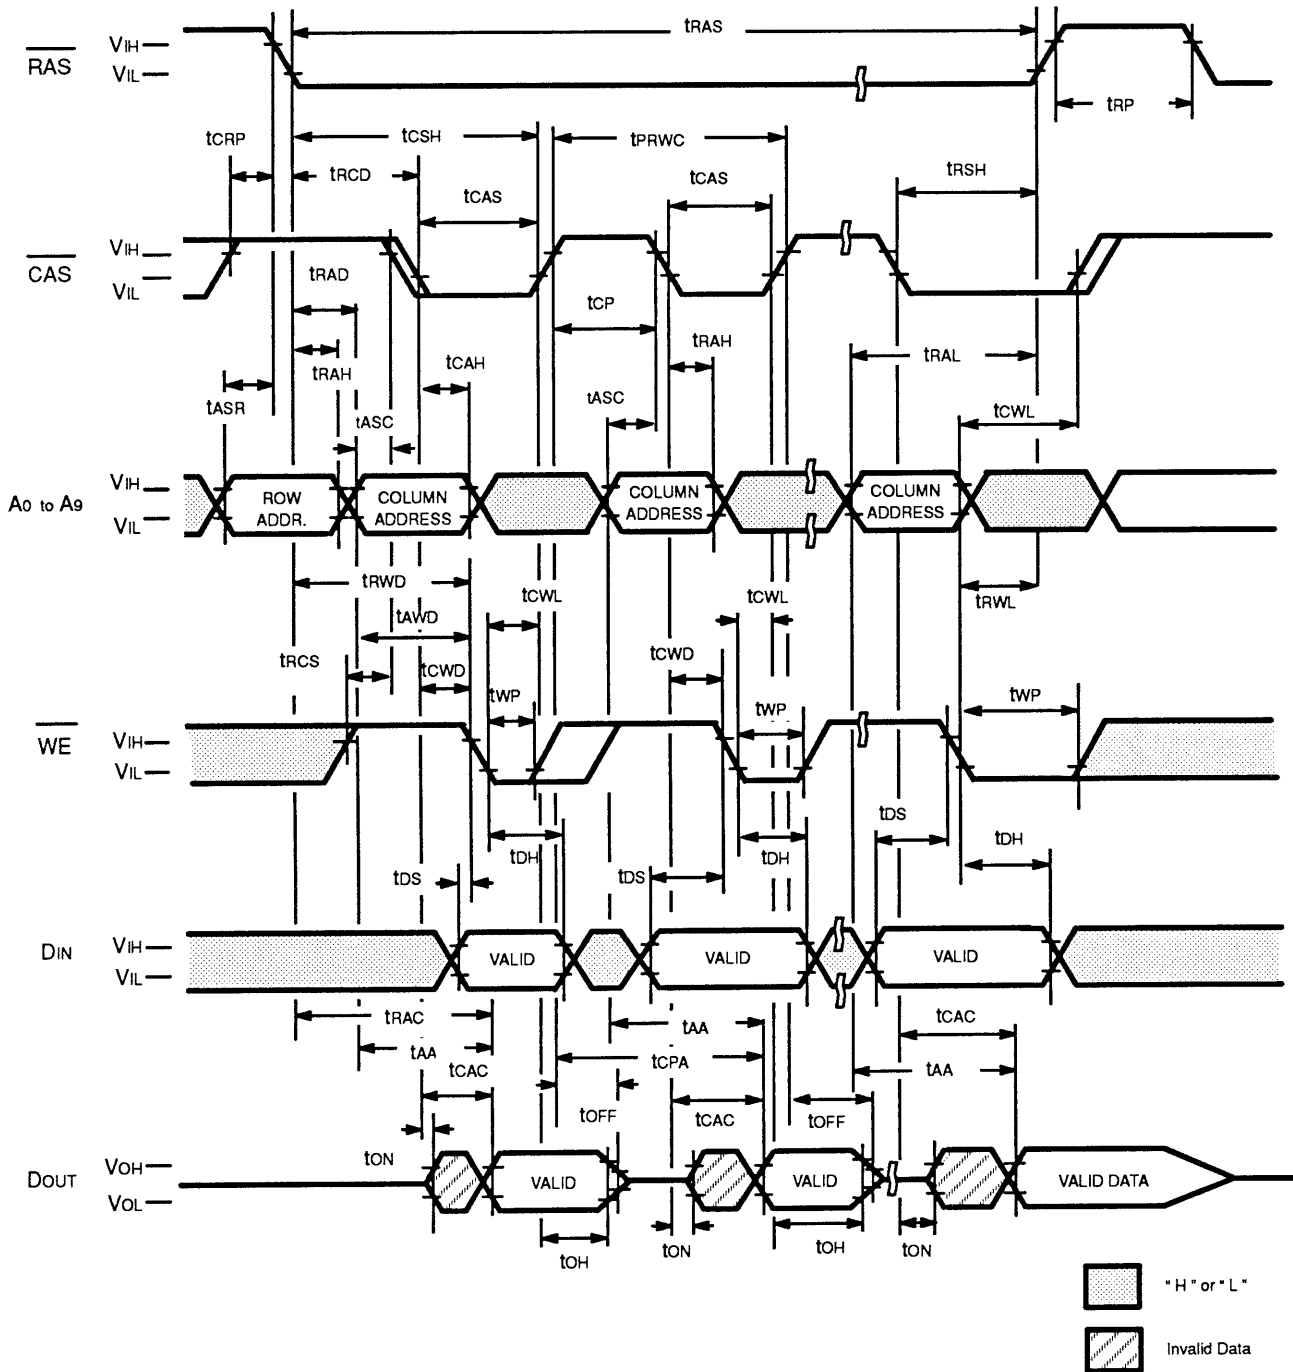 tRAS
RAS
VIH
VIL
tRP
tCRP
tCSH
tPRWC
tRCD
tRSH
tCAS
tCAS
CAS
VIH
VIL
tRAD
tCP
tRAH
tRAH
tCAH
tRAL
tASR
tASC
tASC
tCWL
A0 to A9
VIH
VIL
ROW
ADDR.
COLUMN
ADDRESS
COLUMN
ADDRESS
COLUMN
ADDRESS
tRWD
tCWL
tCWL
tRWL
tAWD
tRCS
tCWD
tCWD
tWP
tWP
tWP
WE
VIH
VIL
tDS
tDH
tDH
tDH
tDS
tDS
DIN
VIH
VIL
VALID
VALID
VALID
tRAC
tAA
tCAC
tAA
tCPA
tCAC
tAA
tOFF
tCAC
tOFF
tON
DOUT
VOH
VOL
VALID
VALID
VALID DATA
tOH
tON
tOH
tON
"H" or "L"
Invalid Data